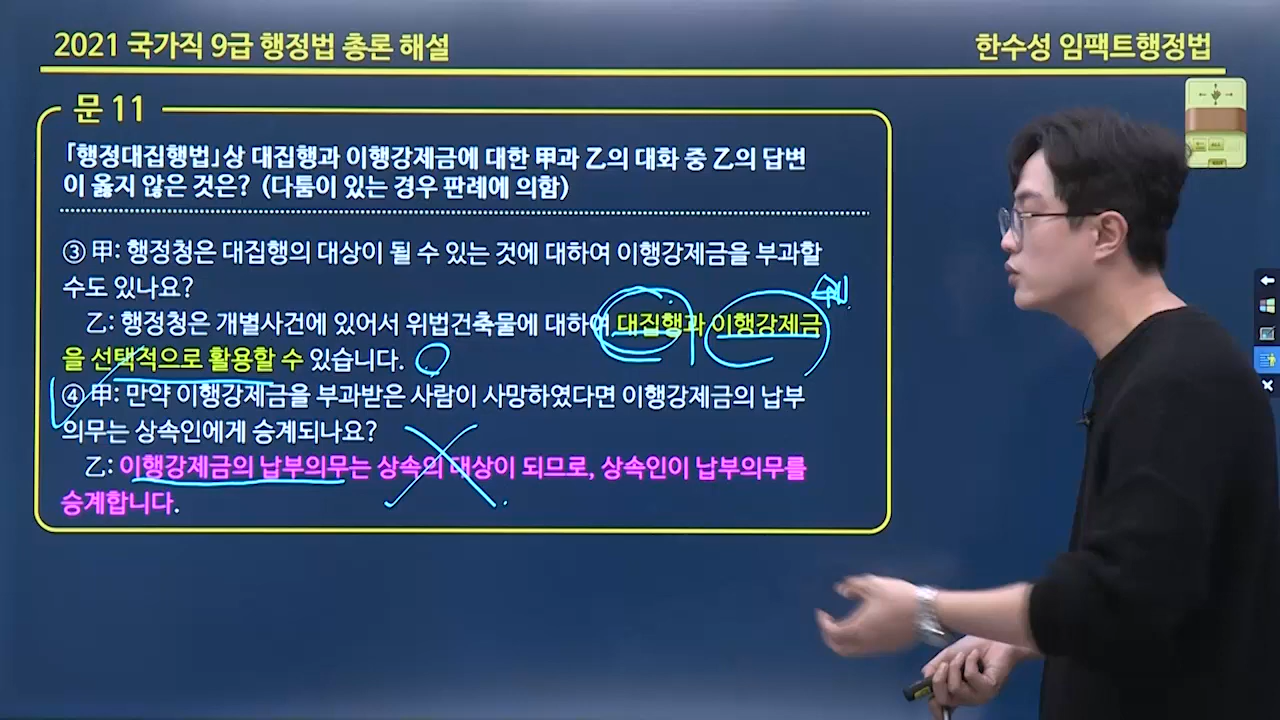 2021 국가직 9급 행정법 총론 해설
한수성 임팩트행정법
문 11
「행정대집행법」상 대집행과 이행강제금에 대한 甲과 乙의 대화 중 乙의 답변
이 옳지 않은 것은? (다툼이 있는 경우 판례에 의함)
③ 甲: 행정청은 대집행의 대상이 될 수 있는 것에 대하여 이행강제금을 부과할
수도 있나요?
乙: 행정청은 개별사건에 있어서 위법건축물에 대하여 대집행과 이행강제금
을 선택적으로 활용할 수 있습니다.
④ 甲: 만약 이행강제금을 부과받은 사람이 사망하였다면 이행강제금의 납부
의무는 상속인에게 승계되나요?
乙: 이행강제금의 납부의무는 상속의 대상이 되므로, 상속인이 납부의무를
승계합니다.